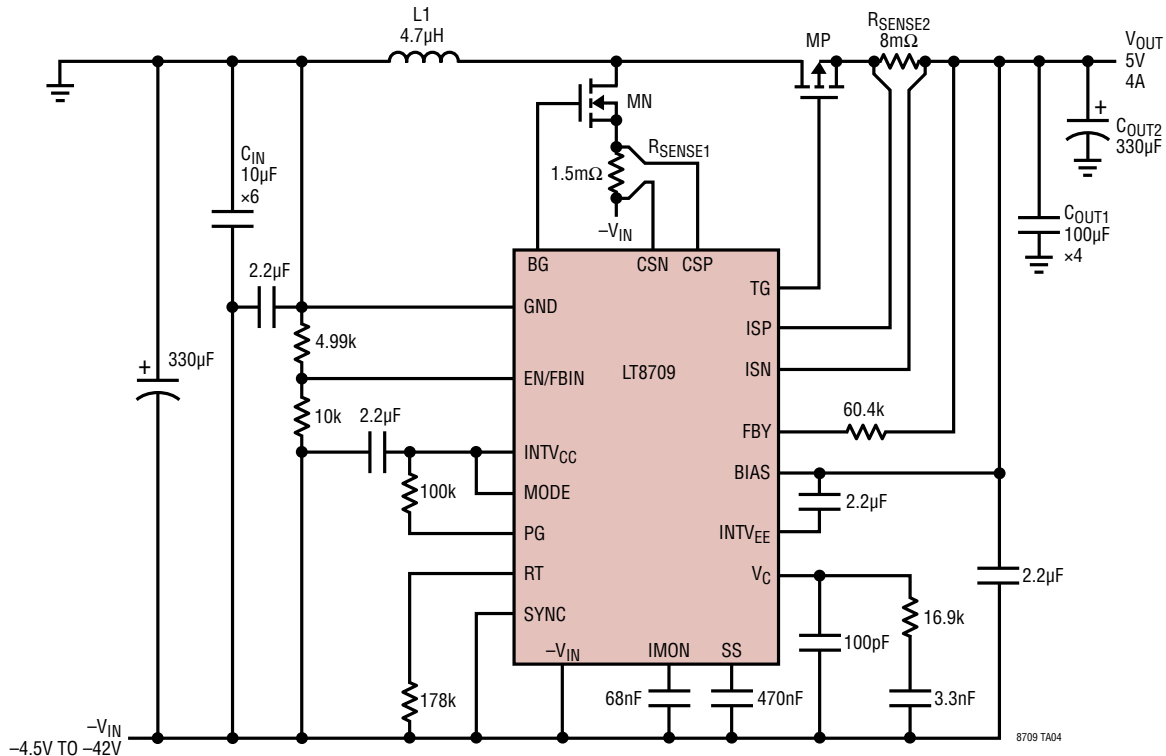 L1
4.7µH
MP
RSENSE2
8mΩ
VOUT
5V
4A
MN
CIN
10µF
×6
RSENSE1
1.5mΩ
–VIN
+
COUT2
330µF
COUT1
100µF
×4
BG
CSN
CSP
2.2µF
GND
TG
4.99k
ISP
+
330µF
EN/FBIN
LT8709
ISN
10k
2.2µF
60.4k
FBY
INTVCC
BIAS
100k
MODE
2.2µF
PG
INTVEE
RT
VC
2.2µF
SYNC
16.9k
100pF
–VIN
IMON
SS
178k
68nF
470nF
3.3nF
–VIN
–4.5V TO –42V
8709 TA04